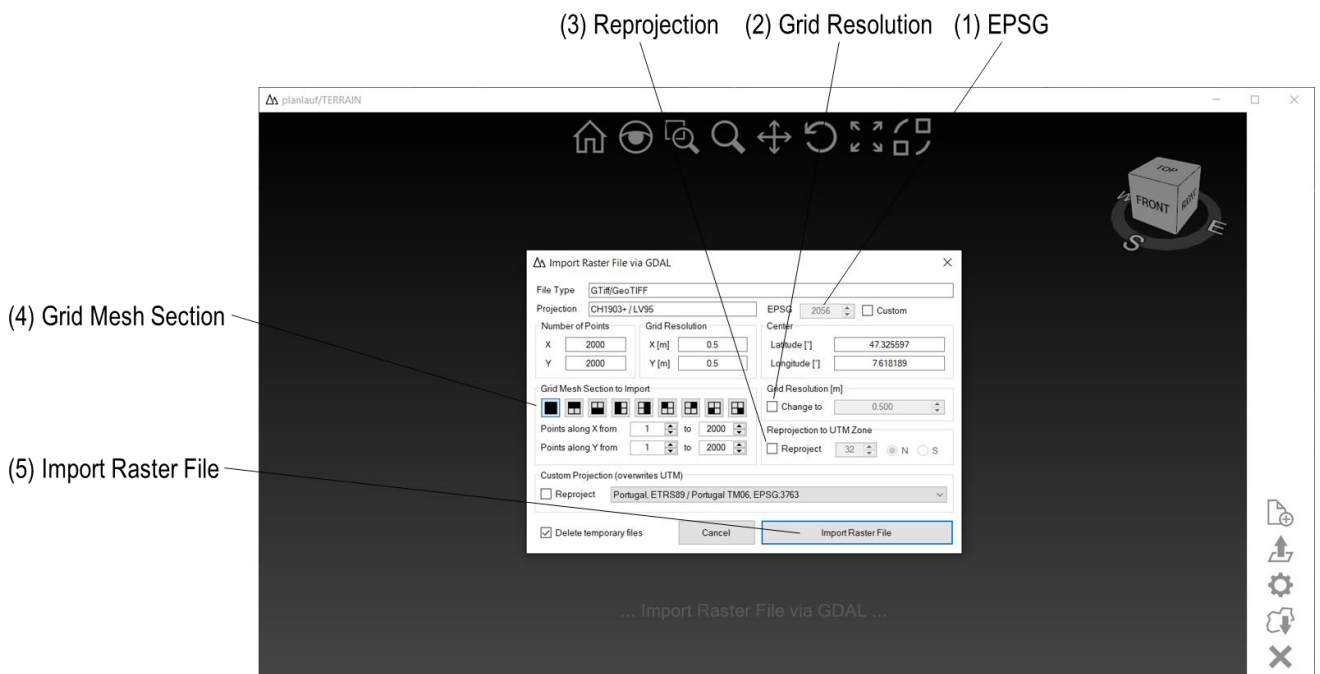 (3) Reprojection (2) Grid Resolution (1) EPSG
planlauf/TERRAIN
TOP
FRONT
RIGHT
W
S
E
(4) Grid Mesh Section
(5) Import Raster File
Import Raster File via GDAL
File Type GTiff/GeoTIFF
Projection CH1903+ / LV95 EPSG 2056 Custom
Number of Points Grid Resolution Center
X 2000 X [m] 0.5 Latitude [°] 47.325597
Y 2000 Y [m] 0.5 Longitude [°] 7.618189
Grid Mesh Section to Import Grid Resolution [m]
Change to 0.500
Points along X from 1 to 2000 Reprojection to UTM Zone
Points along Y from 1 to 2000 Reproject 32 N S
Custom Projection (overwrites UTM)
Reproject Portugal, ETRS89 / Portugal TM06, EPSG:3763
Delete temporary files Cancel Import Raster File
... Import Raster File via GDAL ...